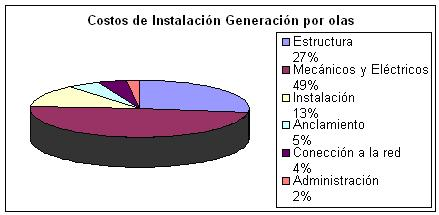 Costos de Instalación Generación por olas
Estructura
27%
Mecánicos y Eléctricos
49%
Instalación
13%
Anclamiento
5%
Conección a la red
4%
Administración
2%